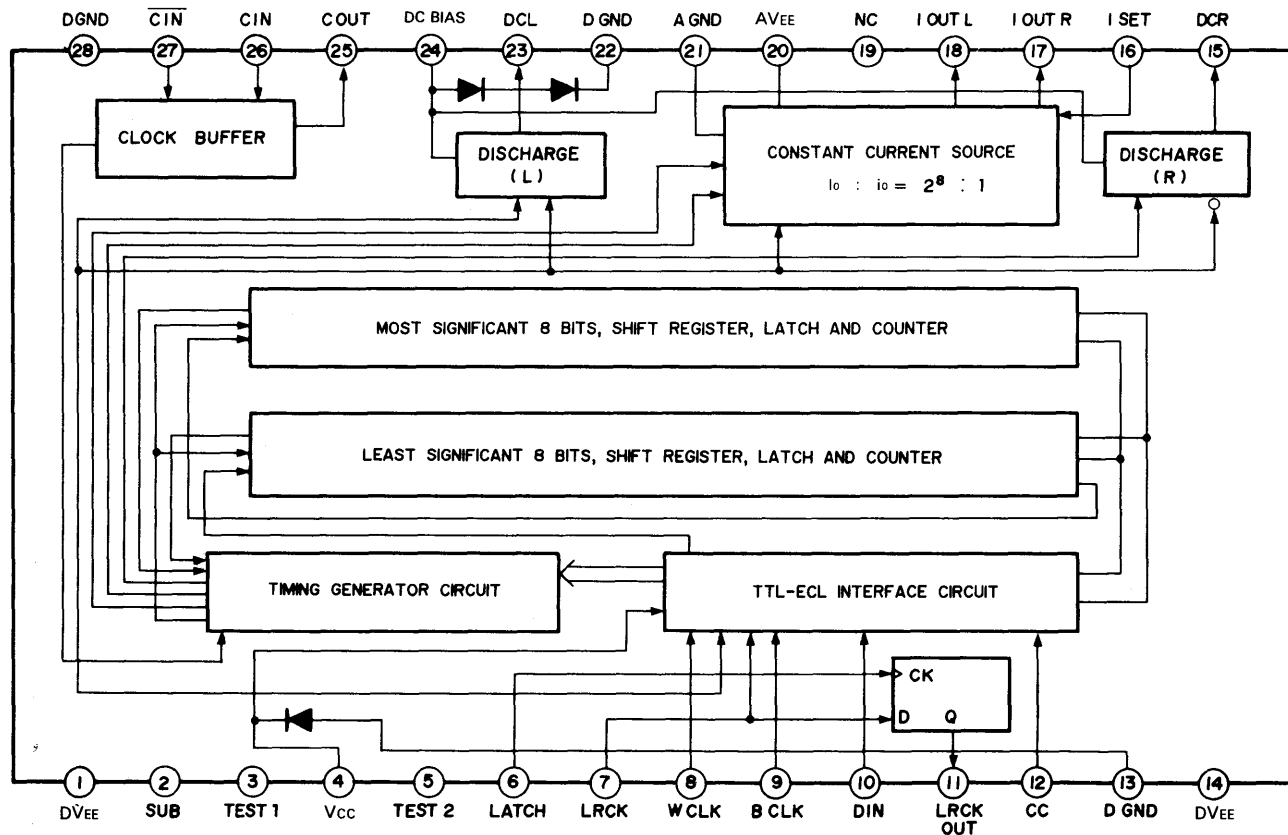 DGND CIN CIN COUT DC BIAS DCL D GND A GND AVEE NC I OUT L I OUT R I SET DCR
28 27 26 25 24 23 22 21 20 19 18 17 16 15
CLOCK BUFFER
DISCHARGE
(L)
CONSTANT CURRENT SOURCE
Io : io = 2⁸ : 1
DISCHARGE
(R)
MOST SIGNIFICANT 8 BITS, SHIFT REGISTER, LATCH AND COUNTER
LEAST SIGNIFICANT 8 BITS, SHIFT REGISTER, LATCH AND COUNTER
TIMING GENERATOR CIRCUIT
TTL-ECL INTERFACE CIRCUIT
CK
D Q
1 2 3 4 5 6 7 8 9 10 11 12 13 14
DVEE SUB TEST 1 VCC TEST 2 LATCH LRCK W CLK B CLK DIN LRCK OUT CC D GND DVEE